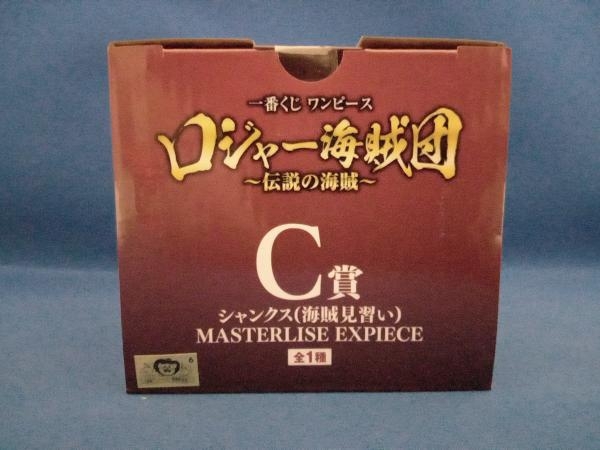 一番くじ ワンピース
ロジャー海賊団
～伝説の海賊～
C賞
シャンクス(海賊見習い)
MASTERLISE EXPIECE
全1種
6